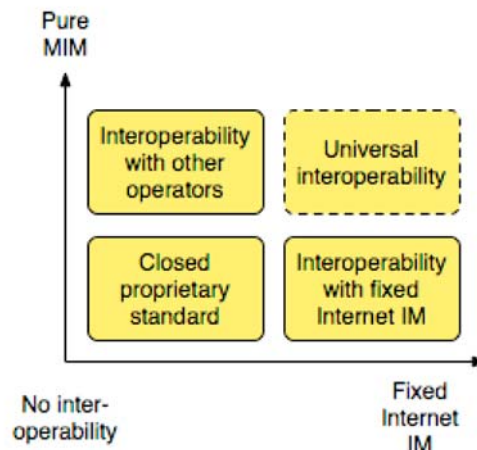 Pure
MIM
Interoperability
with other
operators
Universal
interoperability
Closed
proprietary
standard
Interoperability
with fixed
Internet IM
No inter-
operability
Fixed
Internet
IM